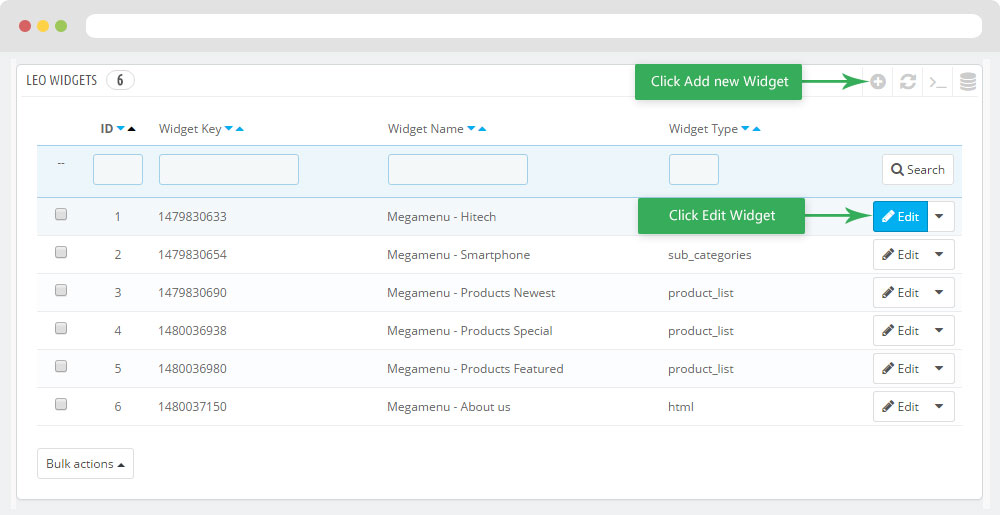 LEO WIDGETS 6 Click Add new Widget
ID Widget Key Widget Name Widget Type
-- Search
1 1479830633 Megamenu - Hitech Click Edit Widget Edit
2 1479830654 Megamenu - Smartphone sub_categories Edit
3 1479830690 Megamenu - Products Newest product_list Edit
4 1480036938 Megamenu - Products Special product_list Edit
5 1480036980 Megamenu - Products Featured product_list Edit
6 1480037150 Megamenu - About us html Edit
Bulk actions